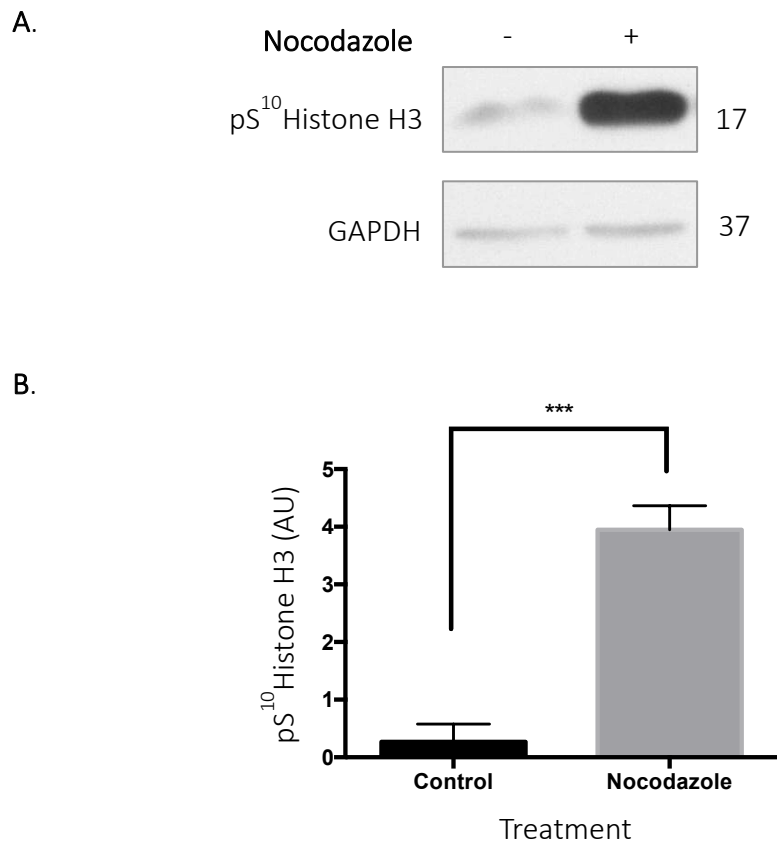 A.
Nocodazole - +
pS10Histone H3 17
GAPDH 37
B.
***
5
4
3
2
1
0
pS10Histone H3 (AU)
Control Nocodazole
Treatment